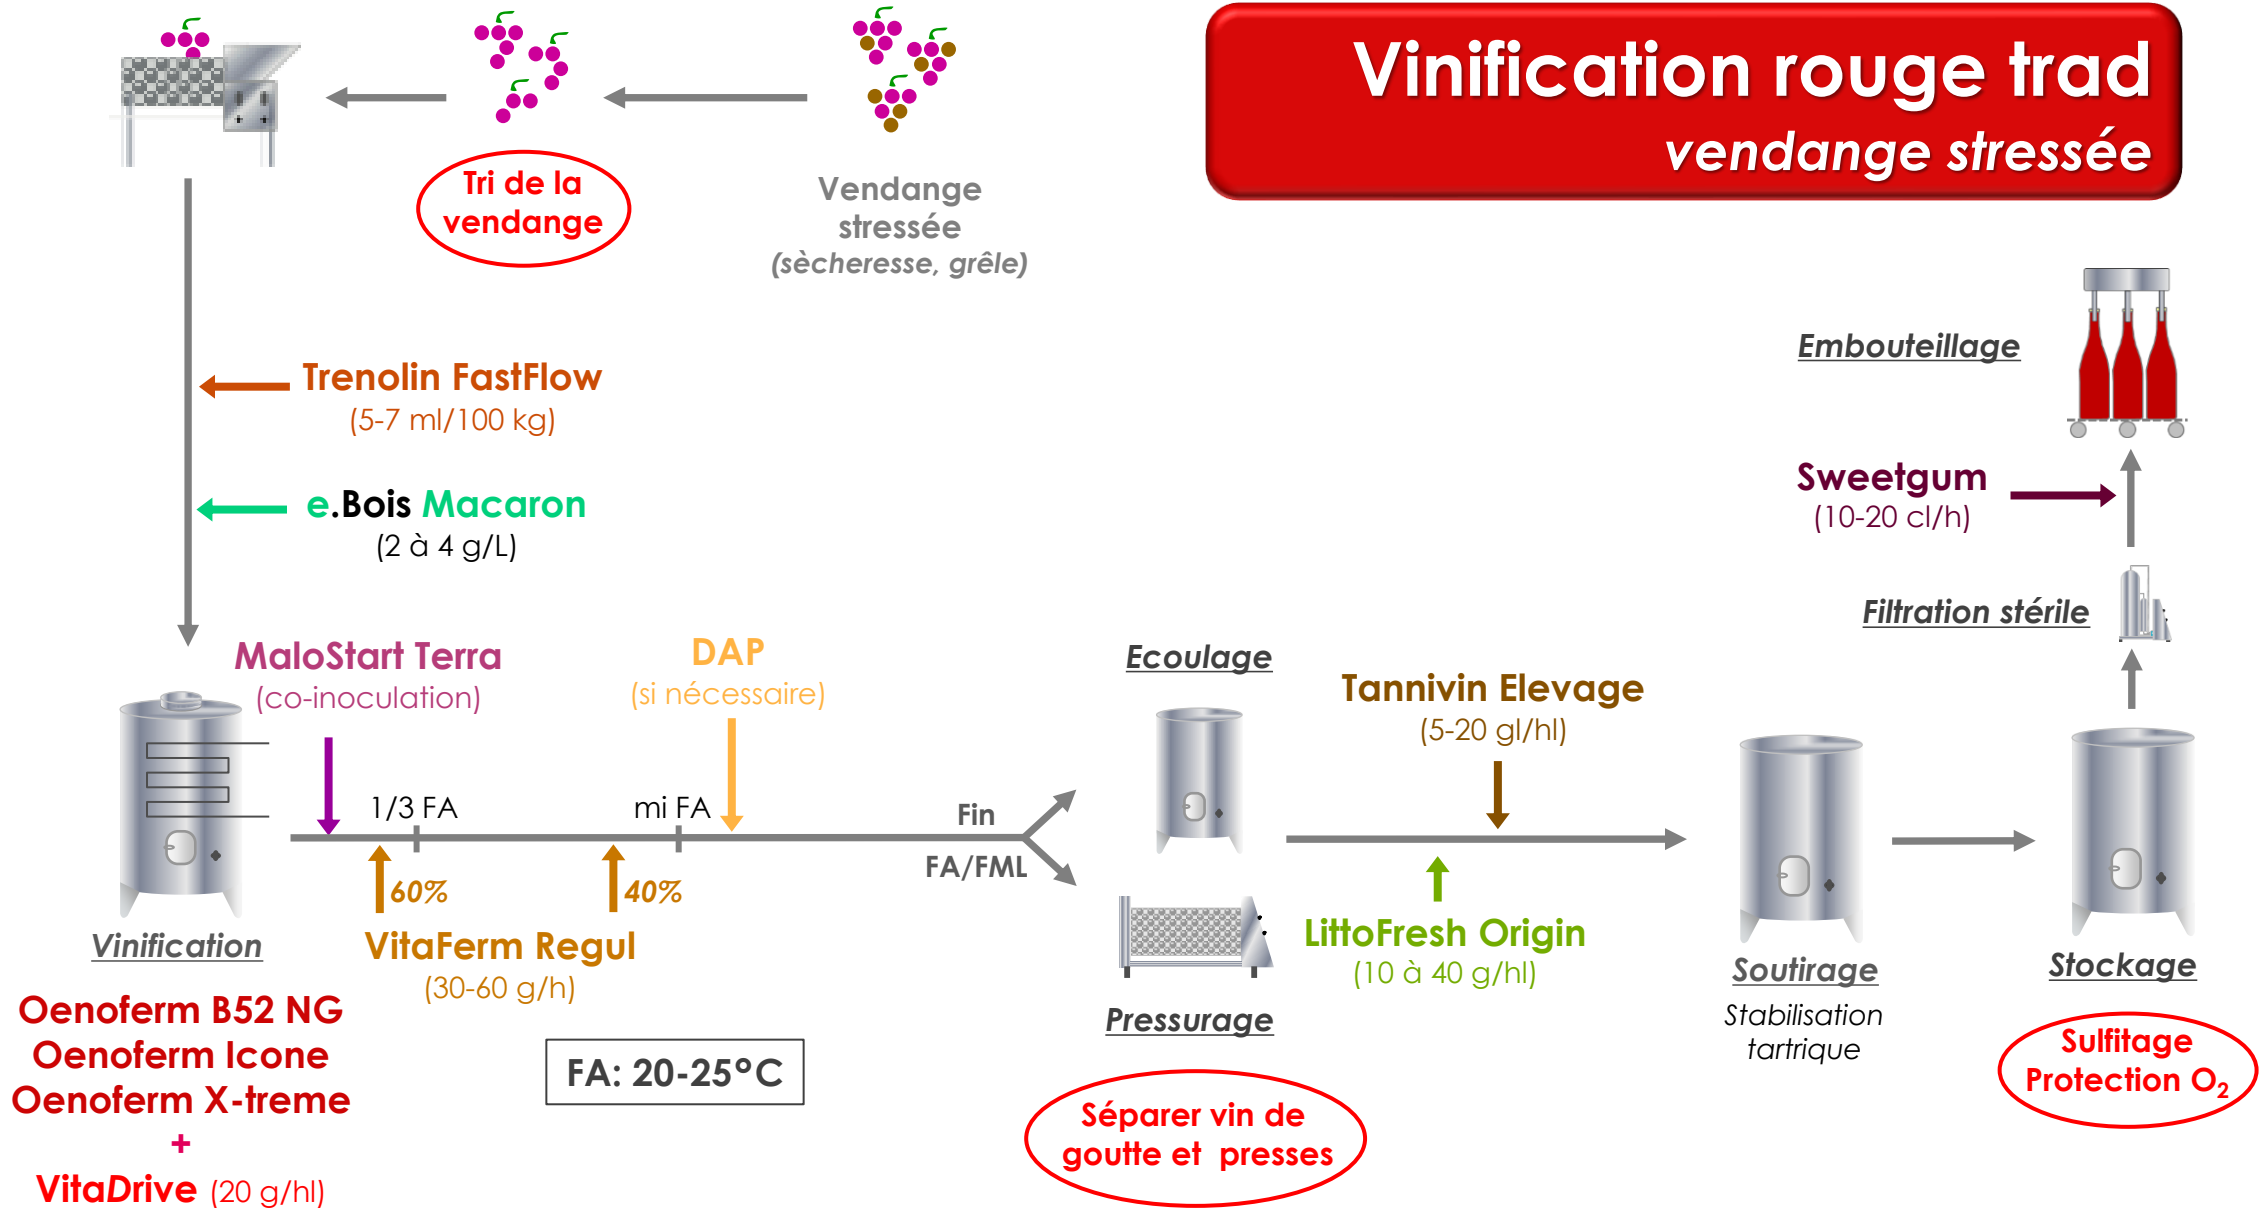 Vinification rouge trad
vendange stressée
Tri de la
vendange
Vendange
stressée
(sècheresse, grêle)
Trenolin FastFlow
(5-7 ml/100 kg)
e.Bois Macaron
(2 à 4 g/L)
MaloStart Terra
(co-inoculation)
DAP
(si nécessaire)
1/3 FA
mi FA
60%
40%
VitaFerm Regul
(30-60 g/h)
Vinification
Oenoferm B52 NG
Oenoferm Icone
Oenoferm X-treme
+
VitaDrive (20 g/hl)
FA: 20-25°C
Fin
FA/FML
Ecoulage
Pressurage
Séparer vin de
goutte et presses
Tannivin Elevage
(5-20 gl/hl)
LittoFresh Origin
(10 à 40 g/hl)
Soutirage
Stabilisation
tartrique
Stockage
Sulfitage
Protection O₂
Filtration stérile
Sweetgum
(10-20 cl/h)
Embouteillage